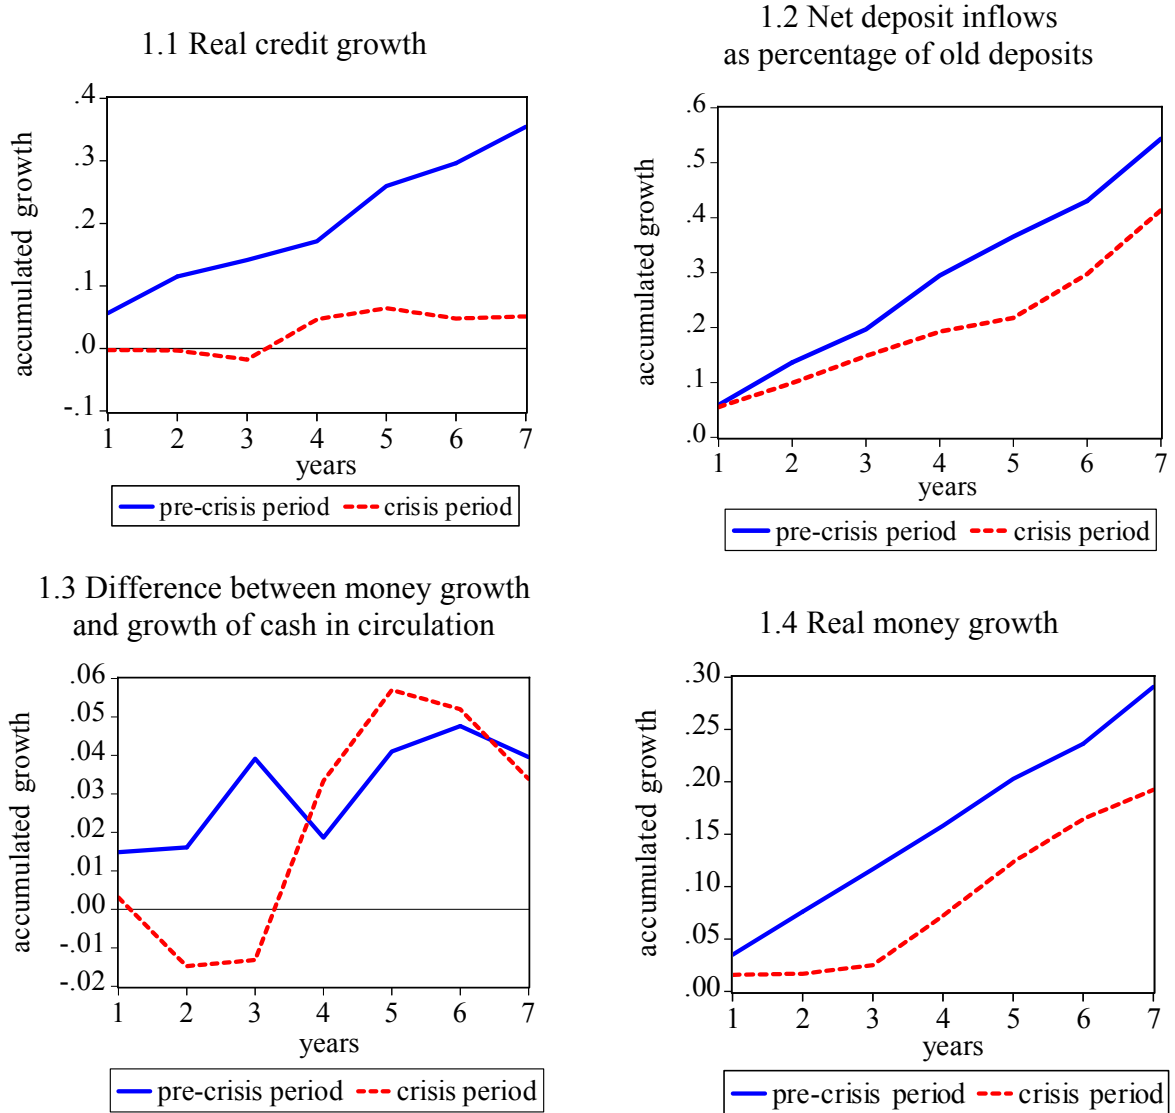 1.1 Real credit growth
.4
.3
.2
.1
.0
-.1
accumulated growth
1 2 3 4 5 6 7
years
pre-crisis period crisis period
1.2 Net deposit inflows
as percentage of old deposits
.6
.5
.4
.3
.2
.1
.0
accumulated growth
1 2 3 4 5 6 7
years
pre-crisis period crisis period
1.3 Difference between money growth
and growth of cash in circulation
.06
.05
.04
.03
.02
.01
.00
-.01
-.02
accumulated growth
1 2 3 4 5 6 7
years
pre-crisis period crisis period
1.4 Real money growth
.30
.25
.20
.15
.10
.05
.00
accumulated growth
1 2 3 4 5 6 7
years
pre-crisis period crisis period